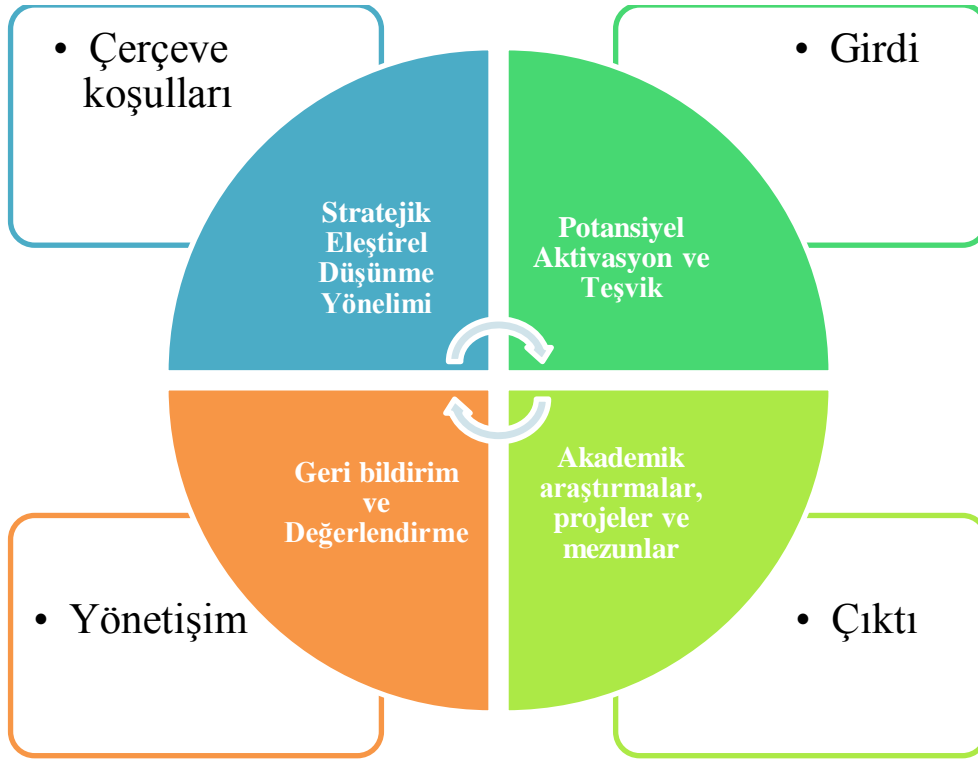 • Çerçeve
koşulları
• Girdi
Stratejik
Eleştirel
Düşünme
Yönelimi
Potansiyel
Aktivasyon ve
Teşvik
Geri bildirim
ve
Değerlendirme
Akademik
araştırmalar,
projeler ve
mezunlar
• Yönetişim
• Çıktı